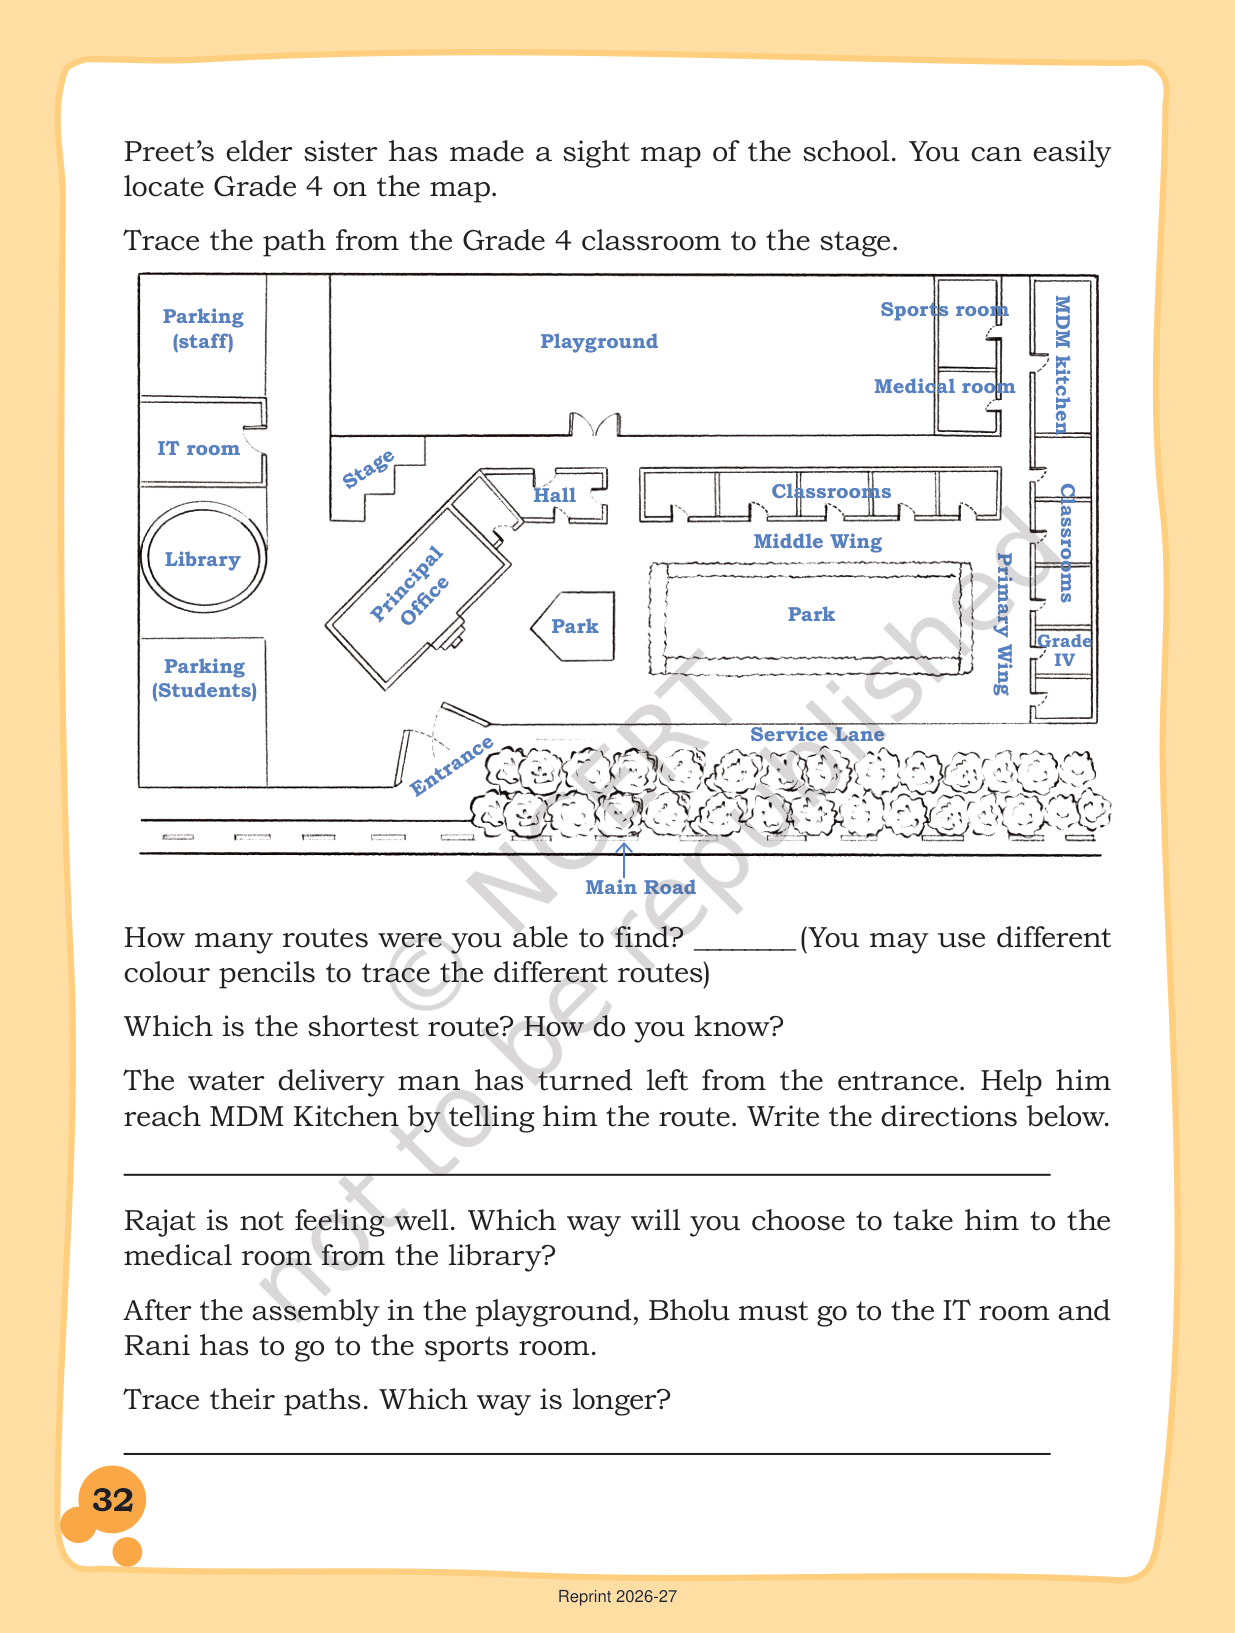 Preet’s elder sister has made a sight map of the school. You can easily
locate Grade 4 on the map.
Trace the path from the Grade 4 classroom to the stage.
Parking
(staff)
Playground
Sports room
MDM kitchen
Medical room
IT room
Stage
Hall
Classrooms
Classrooms
Middle Wing
Library
Principal
Office
Primary Wing
Park
Park
Grade
IV
Parking
(Students)
Service Lane
Entrance
Main Road
How many routes were you able to find? _______(You may use different
colour pencils to trace the different routes)
Which is the shortest route? How do you know?
The water delivery man has turned left from the entrance. Help him
reach MDM Kitchen by telling him the route. Write the directions below.
Rajat is not feeling well. Which way will you choose to take him to the
medical room from the library?
After the assembly in the playground, Bholu must go to the IT room and
Rani has to go to the sports room.
Trace their paths. Which way is longer?
32
Reprint 2026-27
© NCERT
not to be republished